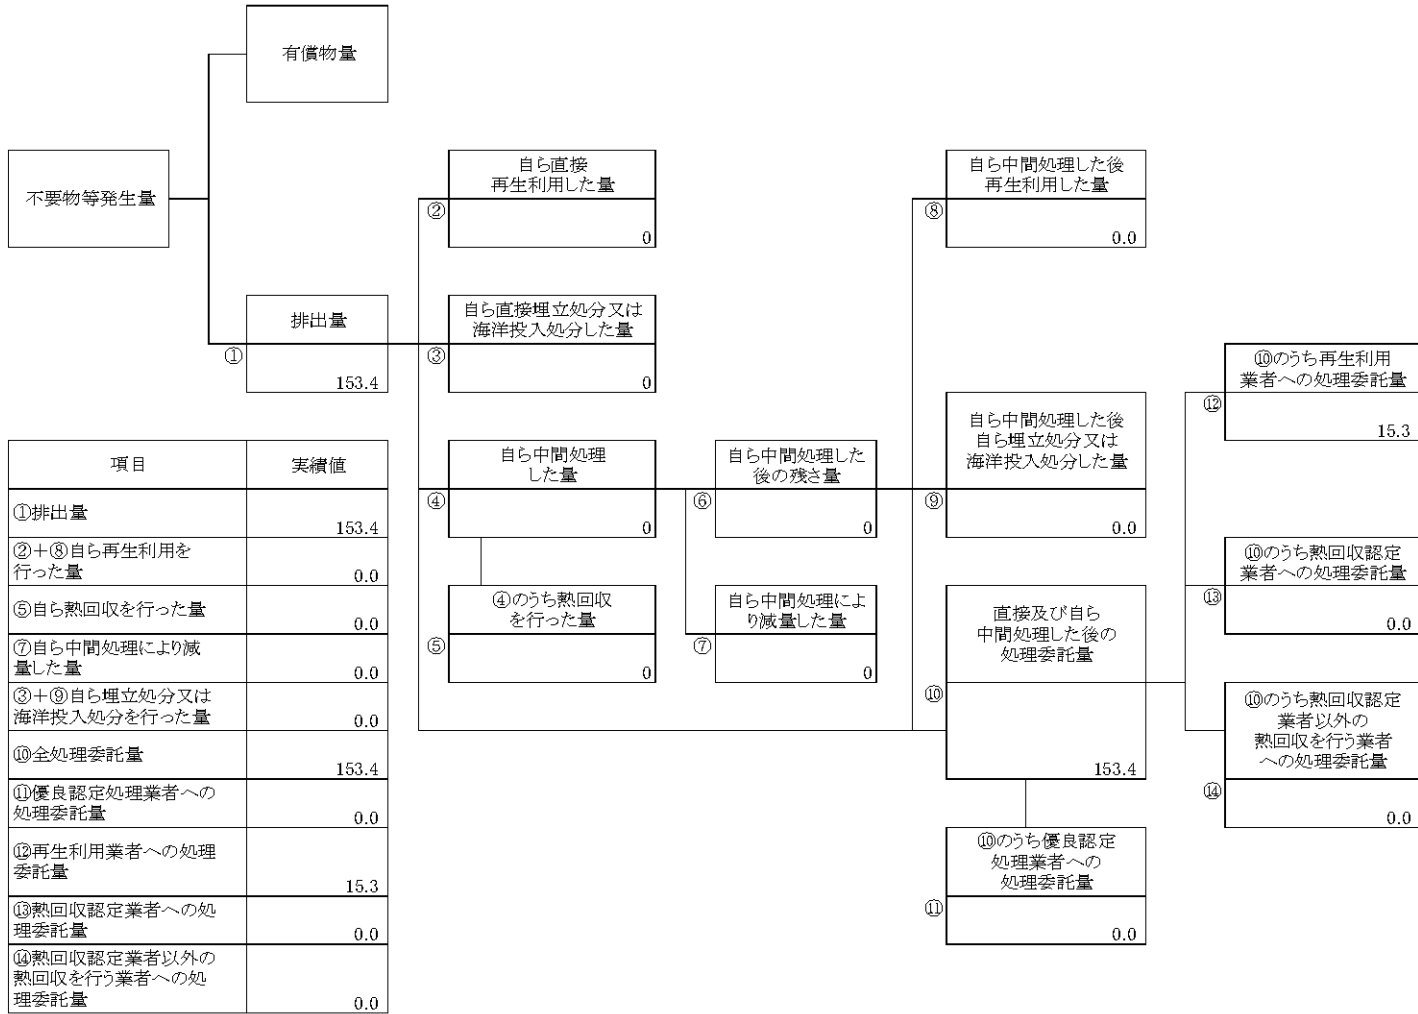 有償物量
不要物等発生量
排出量
①
153.4
自ら直接
再生利用した量
②
0
自ら直接埋立処分又は
海洋投入処分した量
③
0
自ら中間処理
した量
④
0
④のうち熱回収
を行った量
⑤
0
自ら中間処理した
後の残さ量
⑥
0
自ら中間処理によ
り減量した量
⑦
0
自ら中間処理した後
再生利用した量
⑧
0.0
自ら中間処理した後
自ら埋立処分又は
海洋投入処分した量
⑨
0.0
直接及び自ら
中間処理した後の
処理委託量
⑩
153.4
⑩のうち優良認定
処理業者への
処理委託量
⑪
0.0
⑩のうち再生利用
業者への処理委託量
⑫
15.3
⑩のうち熱回収認定
業者への処理委託量
⑬
0.0
⑩のうち熱回収認定
業者以外の
熱回収を行う業者
への処理委託量
⑭
0.0
項目 実績値
①排出量
153.4
②＋⑧自ら再生利用を
行った量
0.0
⑤自ら熱回収を行った量
0.0
⑦自ら中間処理により減
量した量
0.0
③＋⑨自ら埋立処分又は
海洋投入処分を行った量
0.0
⑩全処理委託量
153.4
⑪優良認定処理業者への
処理委託量
0.0
⑫再生利用業者への処理
委託量
15.3
⑬熱回収認定業者への処
理委託量
0.0
⑭熱回収認定業者以外の
熱回収を行う業者への処
理委託量
0.0